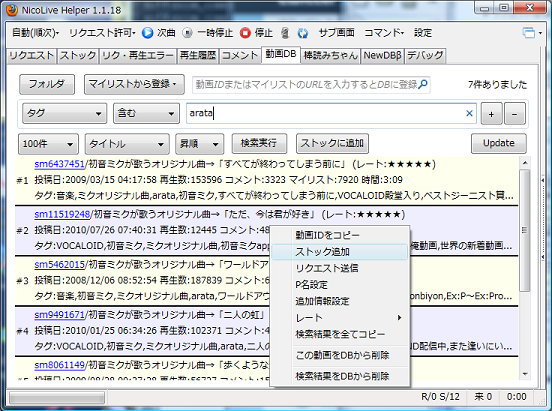 NicoLive Helper 1.1.18
自動(順次) リクエスト許可 次曲 一時停止 停止 サブ画面 コマンド 設定
リクエスト ストック リク・再生エラー 再生履歴 コメント 動画DB 棒読みちゃん NewDBβ デバッグ
フォルダ マイリストから登録 動画IDまたはマイリストのURLを入力するとDBに登録 7件ありました
タグ 含む arata + −
100件 タイトル 昇順 検索実行 ストックに追加 Update
sm6437451/初音ミクが歌うオリジナル曲→「すべてが終わってしまう前に」 (レート:★★★★★)
#1 投稿日:2009/03/15 04:17:58 再生数:153596 コメント:3323 マイリスト:7920 時間:3:09
タグ:音楽,ミクオリジナル曲,arata,初音ミク,すべてが終わってしまう前に,VOCALOID殿堂入り,ベストジーニスト賞...
sm11519248/初音ミクが歌うオリジナル曲→「ただ、今は君が好き」 (レート:★★★★★)
#2 投稿日:2010/07/26 07:40:31 再生数:12445 コメント:48
タグ:VOCALOID,初音ミク,ミクオリジナル曲,arata,初音ミクapp 動画,世界の新着動画...
sm5462015/初音ミクが歌うオリジナル曲→「ワールドア
#3 投稿日:2008/12/06 08:52:54 再生数:187839 コメント:6
タグ:初音ミク,ミクオリジナル曲,arata,ワールドアウ onbiyon,Ex:P～Ex:Pro...
sm9491671/初音ミクが歌うオリジナル曲→「二人の虹」
#4 投稿日:2010/01/25 06:34:26 再生数:102371 コメント:4
タグ:VOCALOID,初音ミク,ミクオリジナル曲,arata,二人 ND配信中,また逢いにい...
sm8061149/初音ミクが歌うオリジナル曲→「歩くような
動画IDをコピー
ストック追加
リクエスト送信
P名設定
追加情報設定
レート
検索結果を全てコピー
この動画をDBから削除
検索結果をDBから削除
R/0 S/12 来 0 0:00